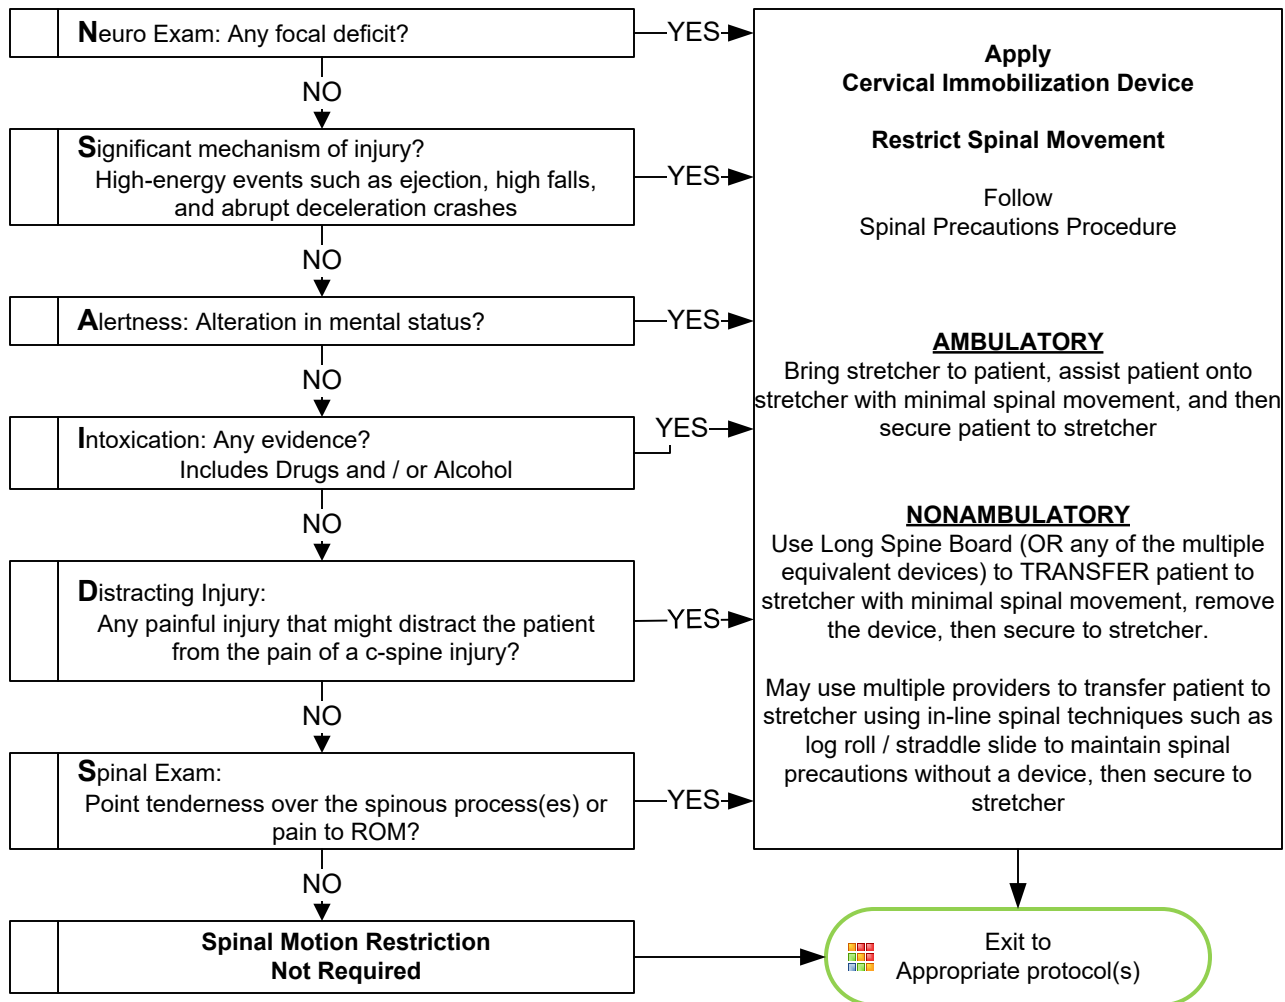 Neuro Exam: Any focal deficit?
YES
NO
Significant mechanism of injury?
High-energy events such as ejection, high falls,
and abrupt deceleration crashes
YES
NO
Alertness: Alteration in mental status?
YES
NO
Intoxication: Any evidence?
Includes Drugs and / or Alcohol
YES
NO
Distracting Injury:
Any painful injury that might distract the patient
from the pain of a c-spine injury?
YES
NO
Spinal Exam:
Point tenderness over the spinous process(es) or
pain to ROM?
YES
NO
Spinal Motion Restriction
Not Required
Apply
Cervical Immobilization Device
Restrict Spinal Movement
Follow
Spinal Precautions Procedure
AMBULATORY
Bring stretcher to patient, assist patient onto
stretcher with minimal spinal movement, and then
secure patient to stretcher
NONAMBULATORY
Use Long Spine Board (OR any of the multiple
equivalent devices) to TRANSFER patient to
stretcher with minimal spinal movement, remove
the device, then secure to stretcher.
May use multiple providers to transfer patient to
stretcher using in-line spinal techniques such as
log roll / straddle slide to maintain spinal
precautions without a device, then secure to
stretcher
Exit to
Appropriate protocol(s)